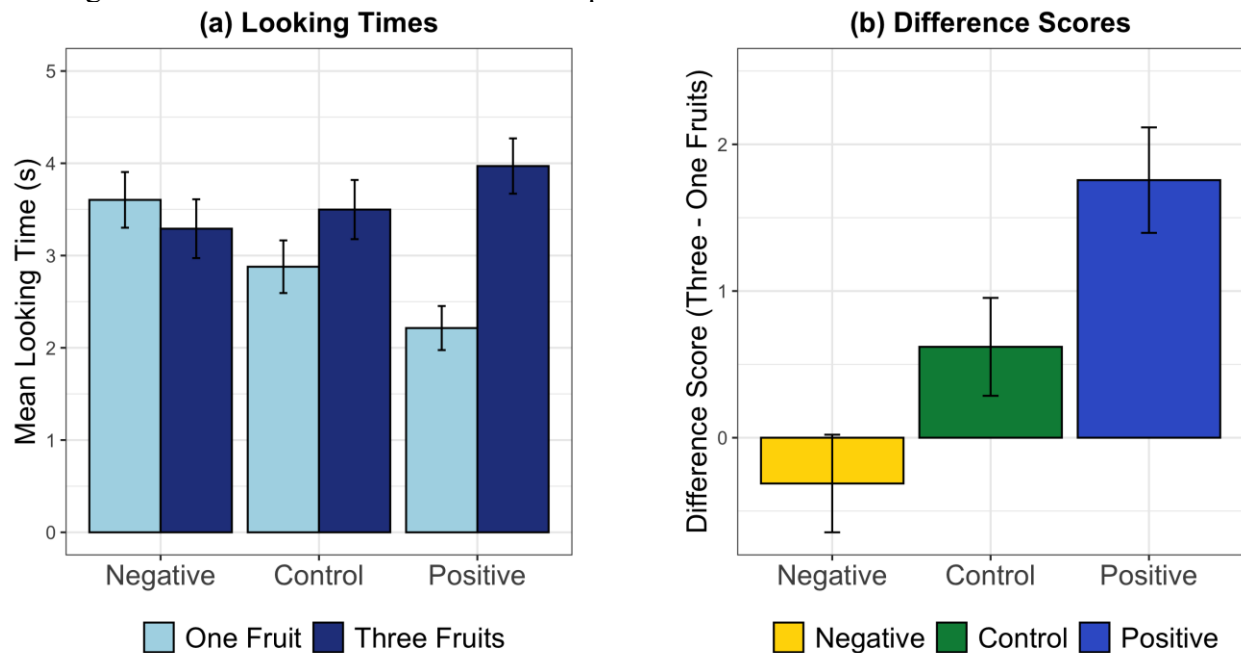 (a) Looking Times
Mean Looking Time (s)
5
4
3
2
1
0
Negative Control Positive
One Fruit Three Fruits
(b) Difference Scores
Difference Score (Three - One Fruits)
2
1
0
Negative Control Positive
Negative Control Positive